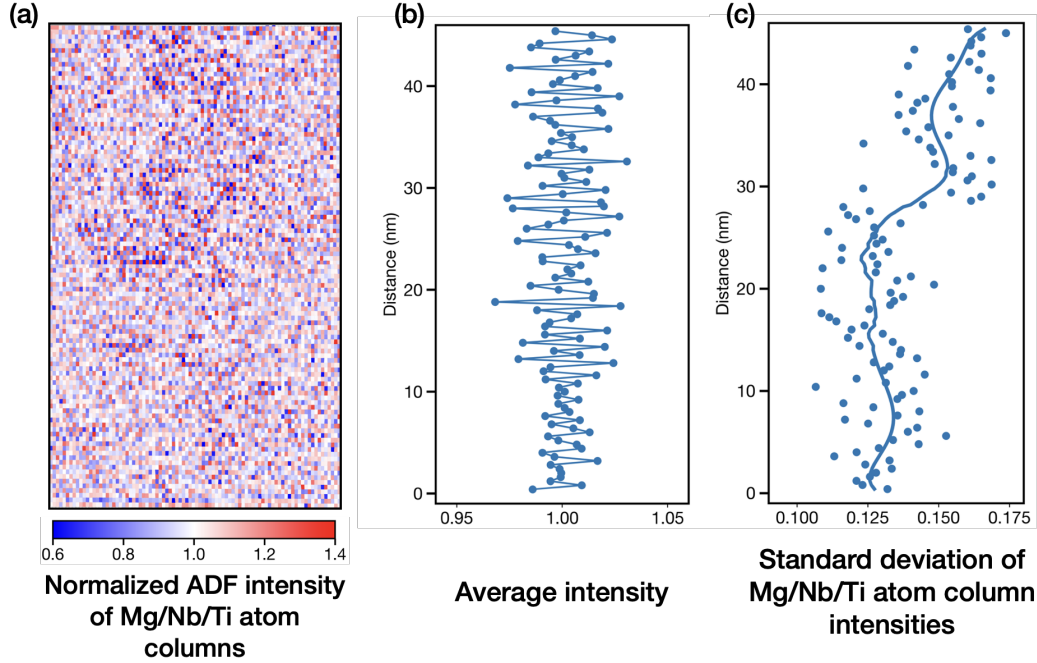 (a)
0.6 0.8 1.0 1.2 1.4
Normalized ADF intensity
of Mg/Nb/Ti atom
columns
(b)
Distance (nm)
40
30
20
10
0
0.95 1.00 1.05
Average intensity
(c)
Distance (nm)
40
30
20
10
0
0.100 0.125 0.150 0.175
Standard deviation of
Mg/Nb/Ti atom column
intensities